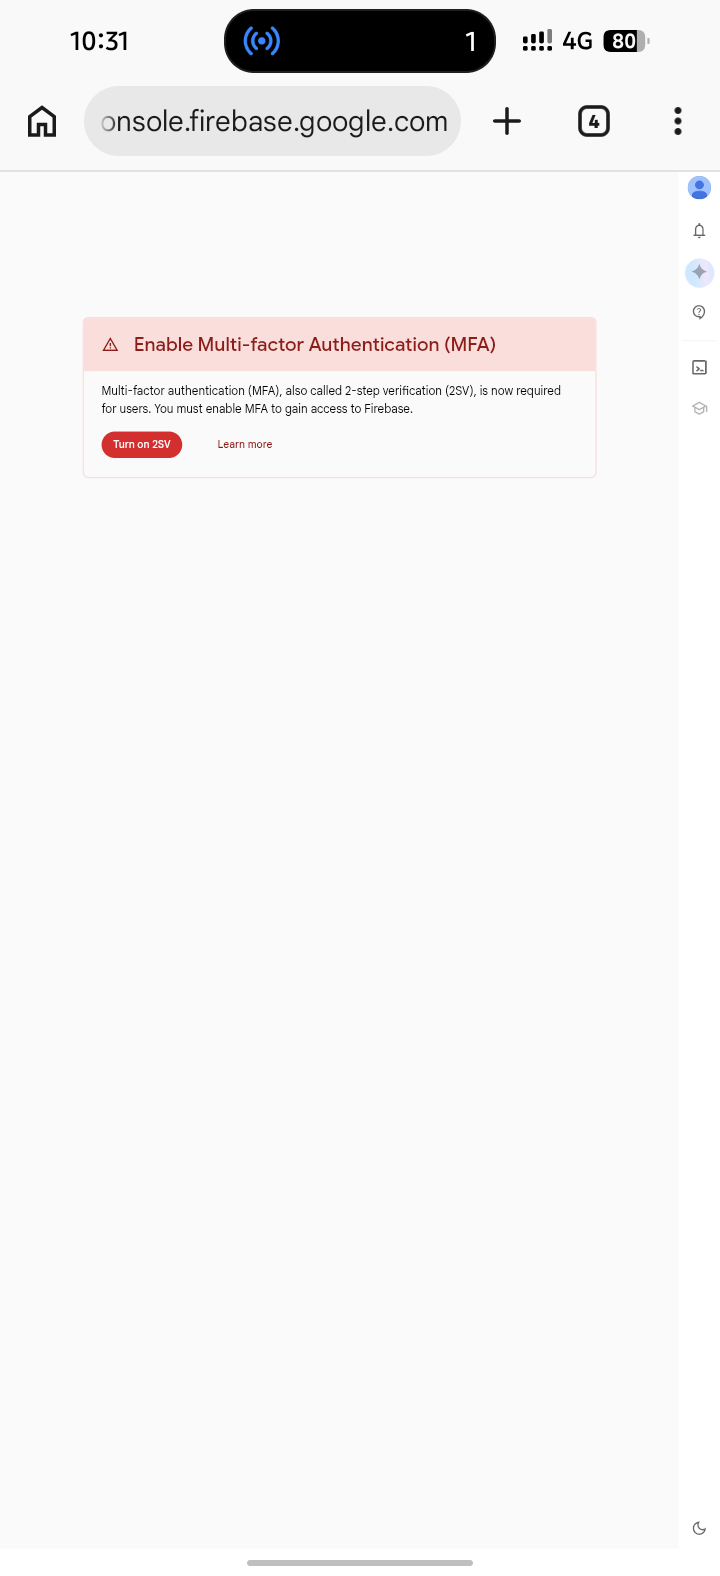 10:31
1
4G
80
onsole.firebase.google.com
4
Enable Multi-factor Authentication (MFA)
Multi-factor authentication (MFA), also called 2-step verification (2SV), is now required
for users. You must enable MFA to gain access to Firebase.
Turn on 2SV
Learn more